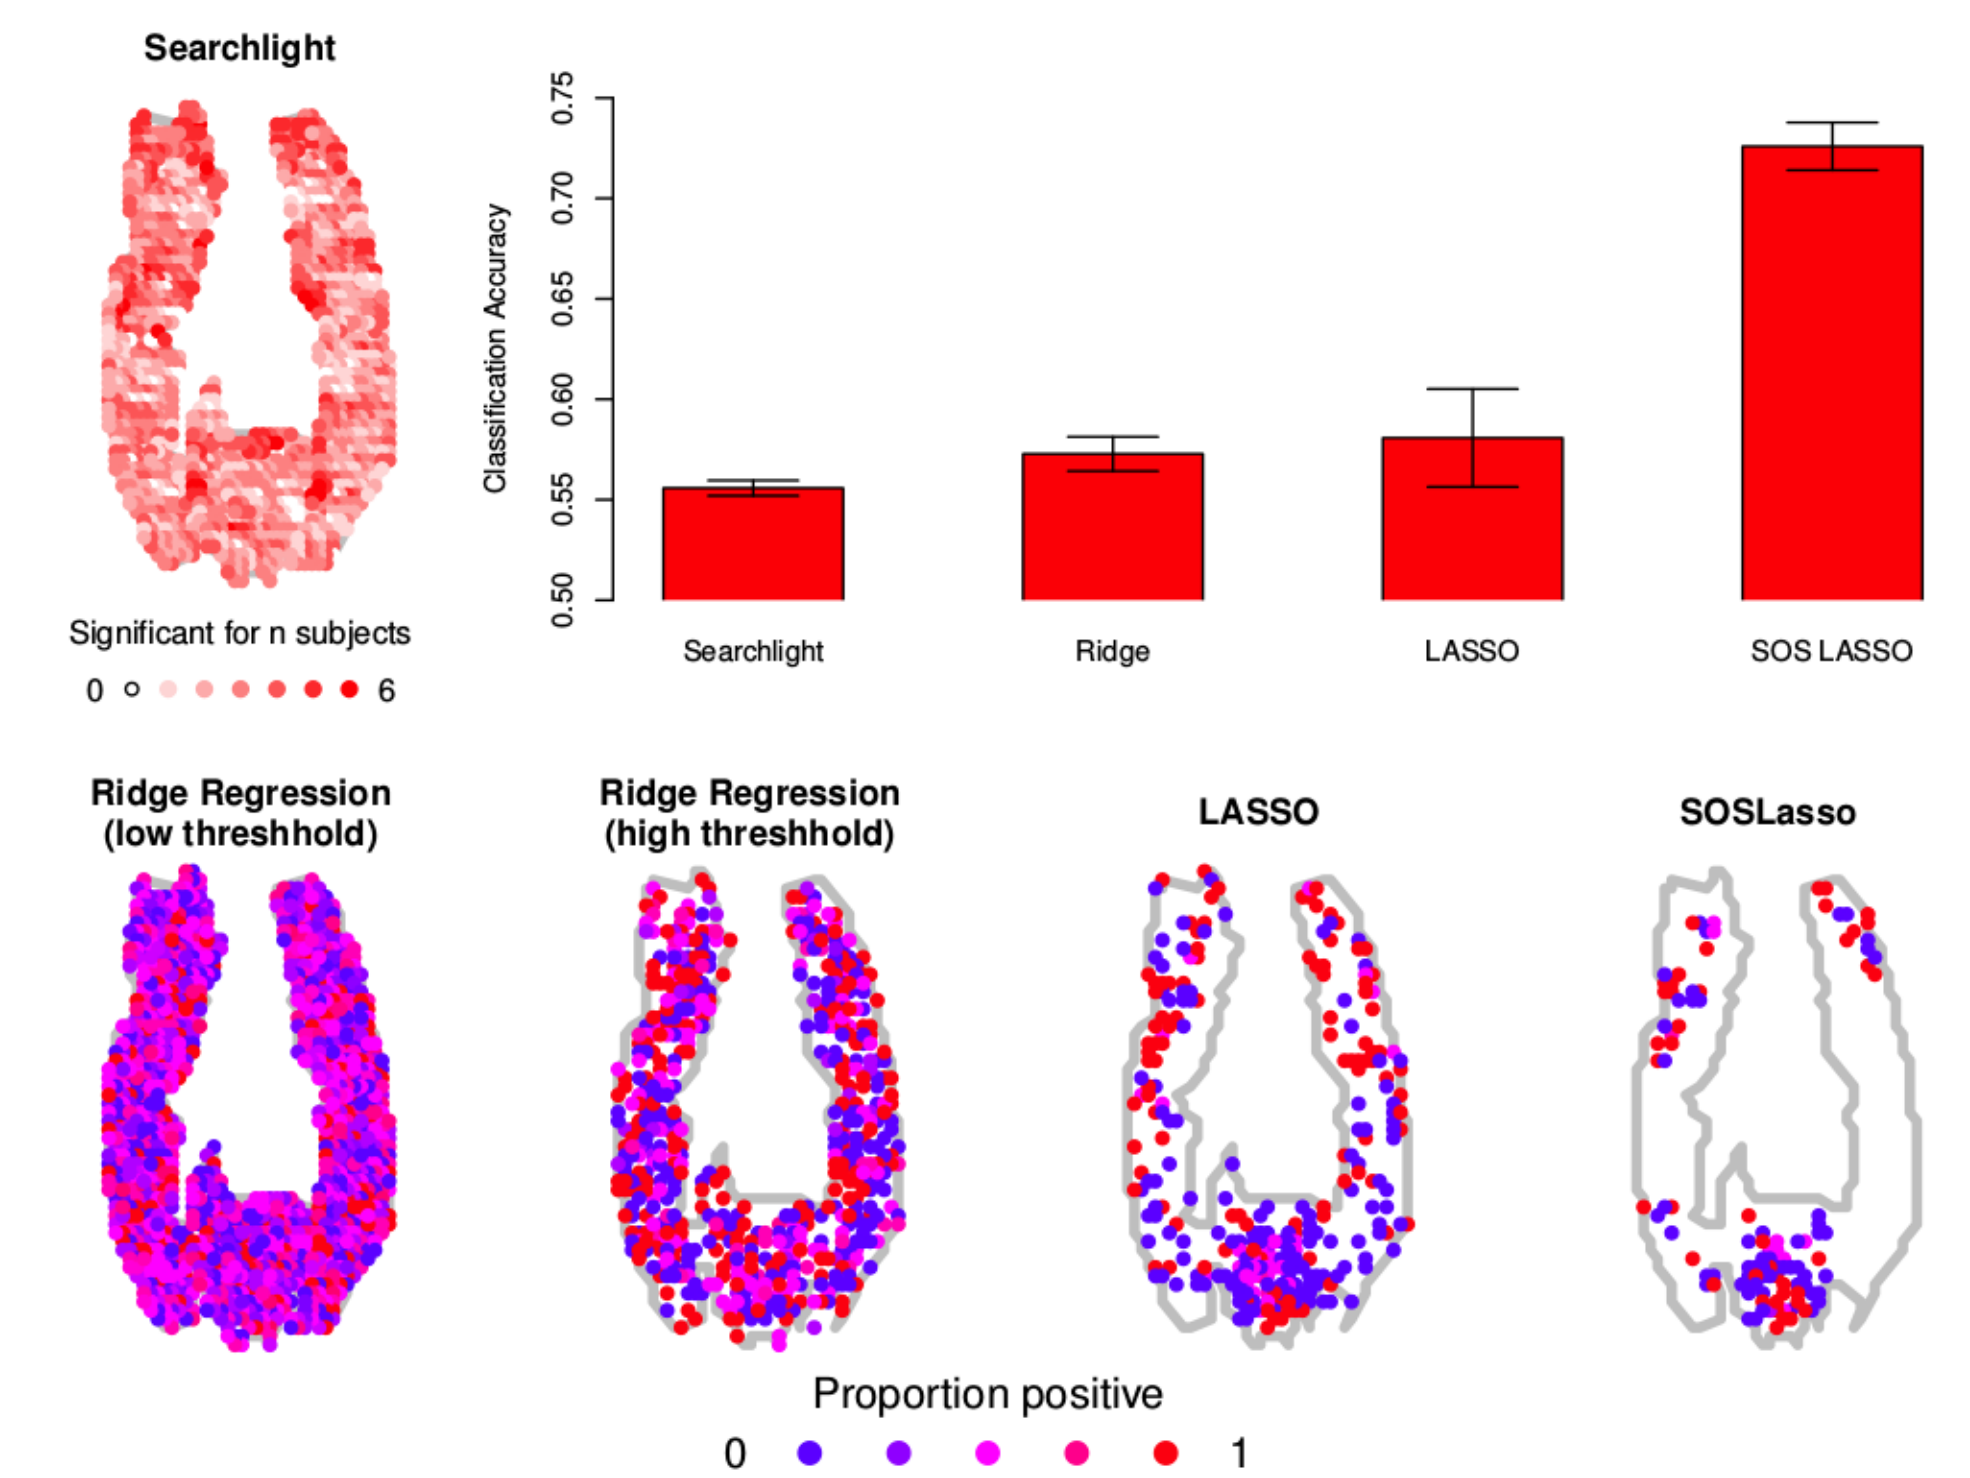 Searchlight
Significant for n subjects
0 6
Classification Accuracy
0.75
0.70
0.65
0.60
0.55
0.50
Searchlight Ridge LASSO SOS LASSO
Ridge Regression
(low threshhold)
Ridge Regression
(high threshhold)
LASSO
SOSLasso
Proportion positive
0 1